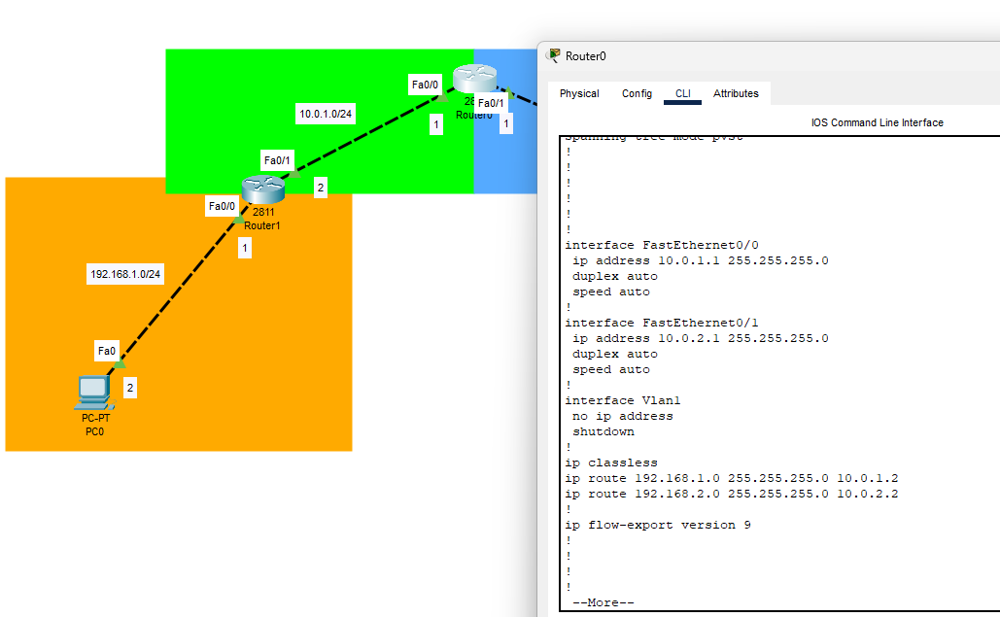 Fa0/0
28
Fa0/1
Router0
1
1
10.0.1.0/24
Fa0/1
2
Fa0/0
2811
Router1
1
192.168.1.0/24
Fa0
2
PC-PT
PC0
Router0
Physical Config CLI Attributes
IOS Command Line Interface
spanning-tree mode pvst
!
!
!
!
!
!
interface FastEthernet0/0
ip address 10.0.1.1 255.255.255.0
duplex auto
speed auto
!
interface FastEthernet0/1
ip address 10.0.2.1 255.255.255.0
duplex auto
speed auto
!
interface Vlan1
no ip address
shutdown
!
ip classless
ip route 192.168.1.0 255.255.255.0 10.0.1.2
ip route 192.168.2.0 255.255.255.0 10.0.2.2
!
ip flow-export version 9
!
!
!
!
--More--